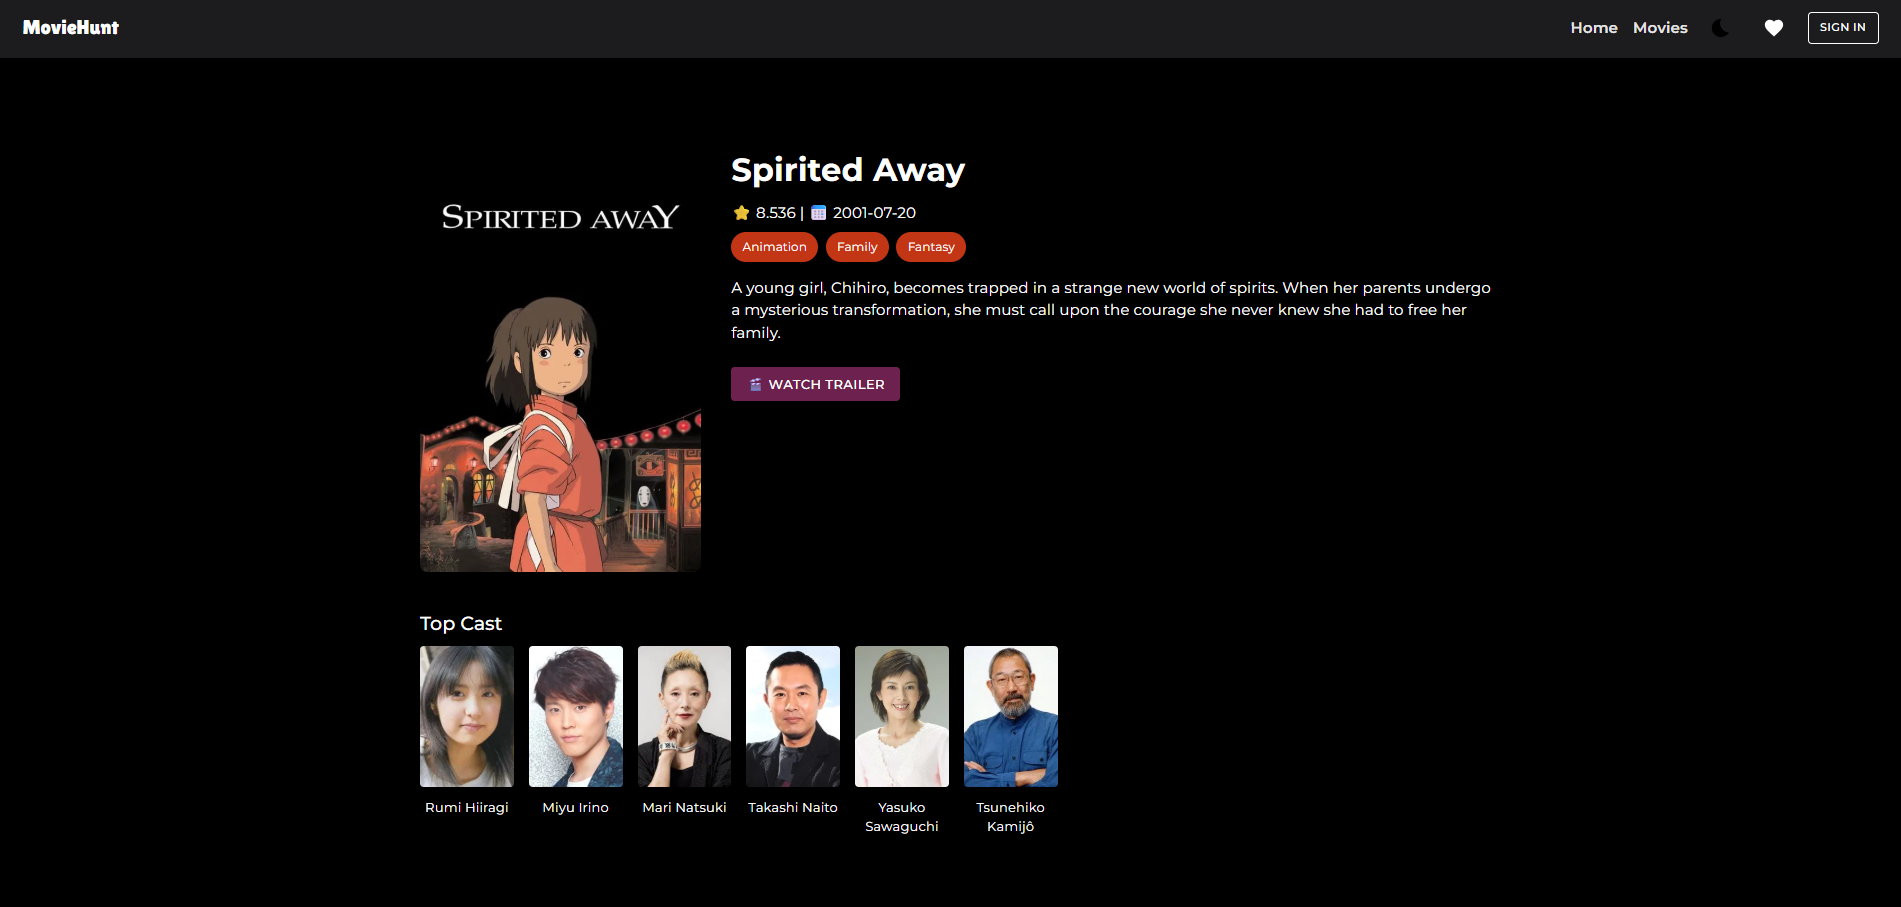 MovieHunt
Home Movies SIGN IN
SPIRITED AWAY
Spirited Away
8.536 | 2001-07-20
Animation Family Fantasy
A young girl, Chihiro, becomes trapped in a strange new world of spirits. When her parents undergo
a mysterious transformation, she must call upon the courage she never knew she had to free her
family.
WATCH TRAILER
Top Cast
Rumi Hiiragi
Miyu Irino
Mari Natsuki
Takashi Naito
Yasuko
Sawaguchi
Tsunehiko
Kamijô